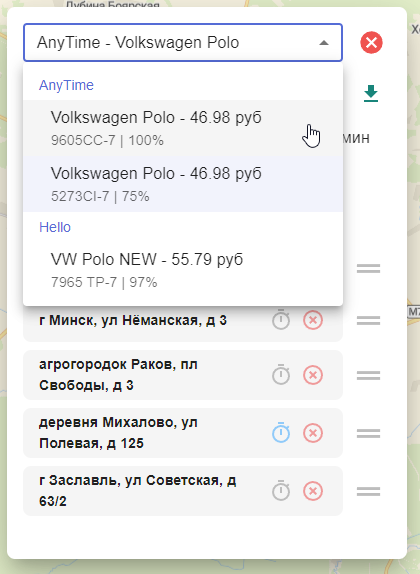 Дубина Боярская
AnyTime - Volkswagen Polo
AnyTime
Volkswagen Polo - 46.98 руб
9605CC-7 | 100%
мин
Volkswagen Polo - 46.98 руб
5273CI-7 | 75%
Hello
VW Polo NEW - 55.79 руб
7965 TP-7 | 97%
г Минск, ул Нёманская, д 3
агрогородок Раков, пл
Свободы, д 3
деревня Михалово, ул
Полевая, д 125
г Заславль, ул Советская, д
63/2